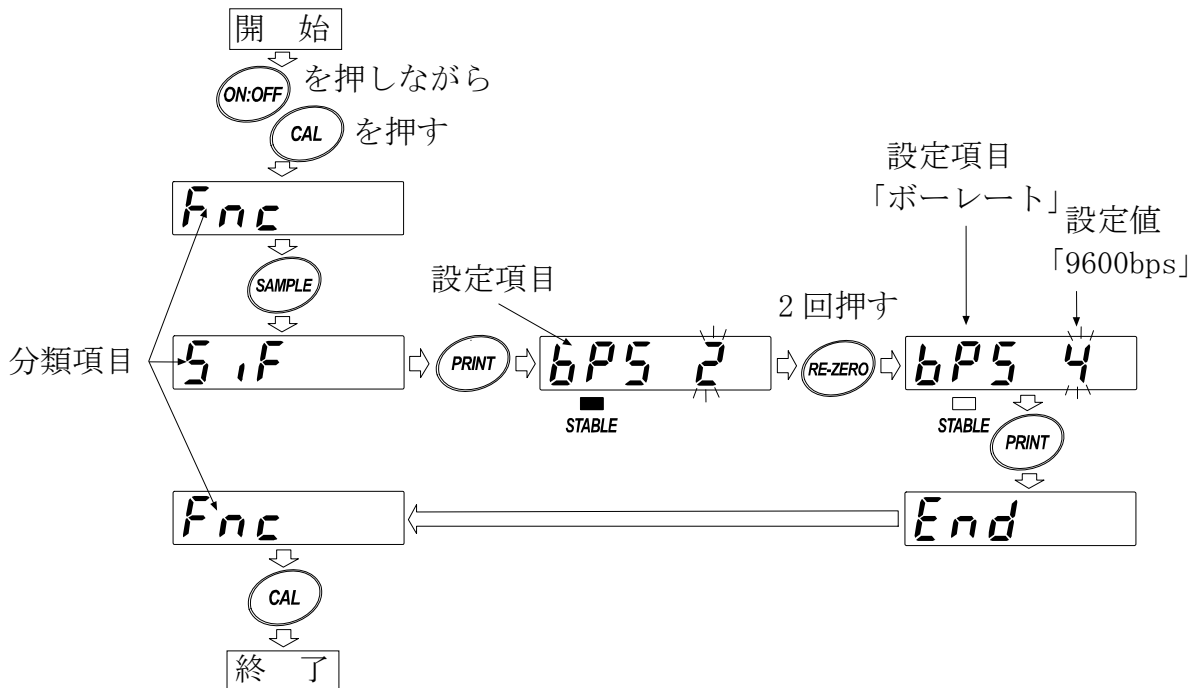 開　始
ON:OFF を押しながら
CAL を押す
Fnc
SAMPLE
分類項目
SiF
PRINT
設定項目
bPS 2
STABLE
2回押す
RE-ZERO
設定項目
「ボーレート」
設定値
「9600bps」
bPS 4
STABLE
PRINT
End
Fnc
CAL
終　了